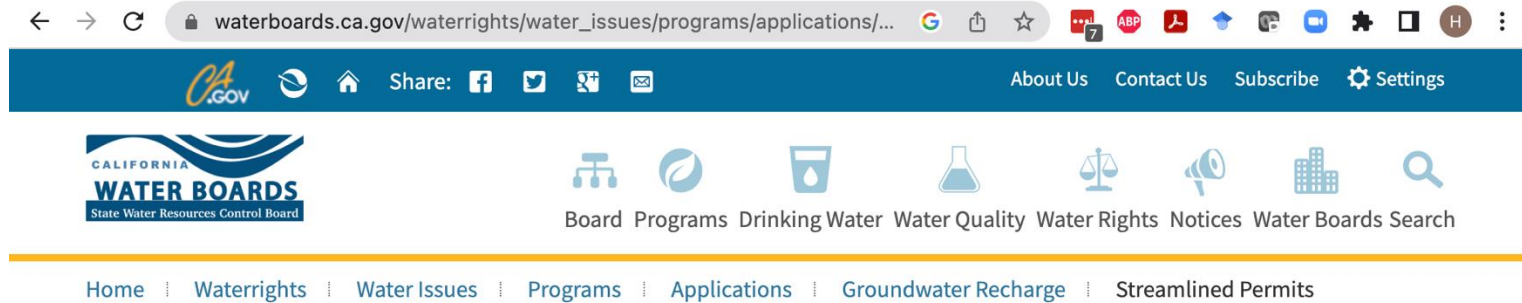 waterboards.ca.gov/waterrights/water_issues/programs/applications/... G 7 ABP H
CA.GOV Share: About Us Contact Us Subscribe Settings
CALIFORNIA
WATER BOARDS
State Water Resources Control Board
Board Programs Drinking Water Water Quality Water Rights Notices Water Boards Search
Home Waterrights Water Issues Programs Applications Groundwater Recharge Streamlined Permits